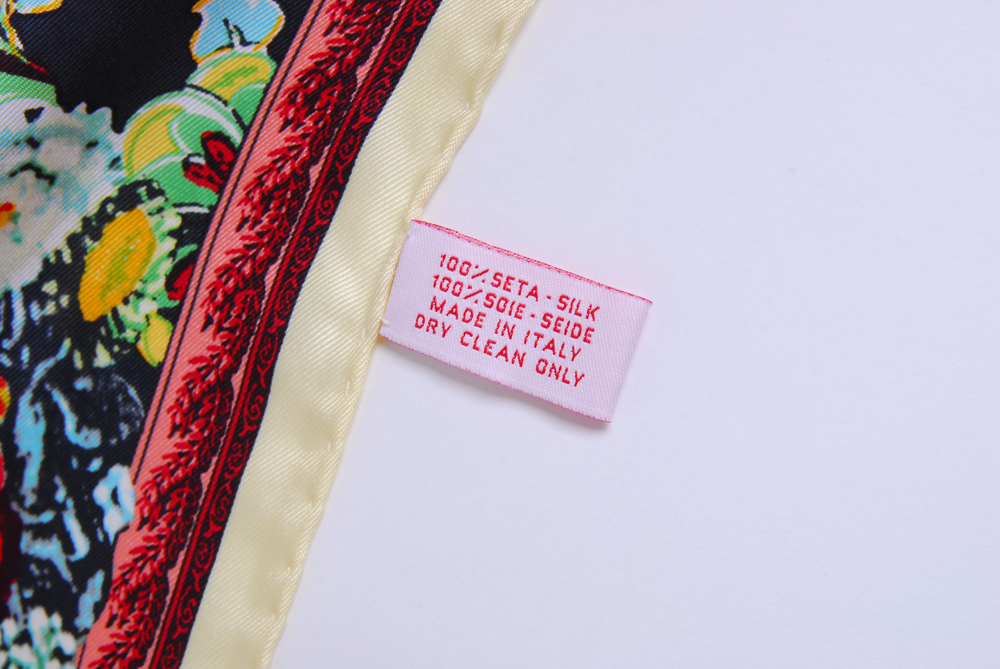 100% SETA - SILK
100% SOIE - SEIDE
MADE IN ITALY
DRY CLEAN ONLY